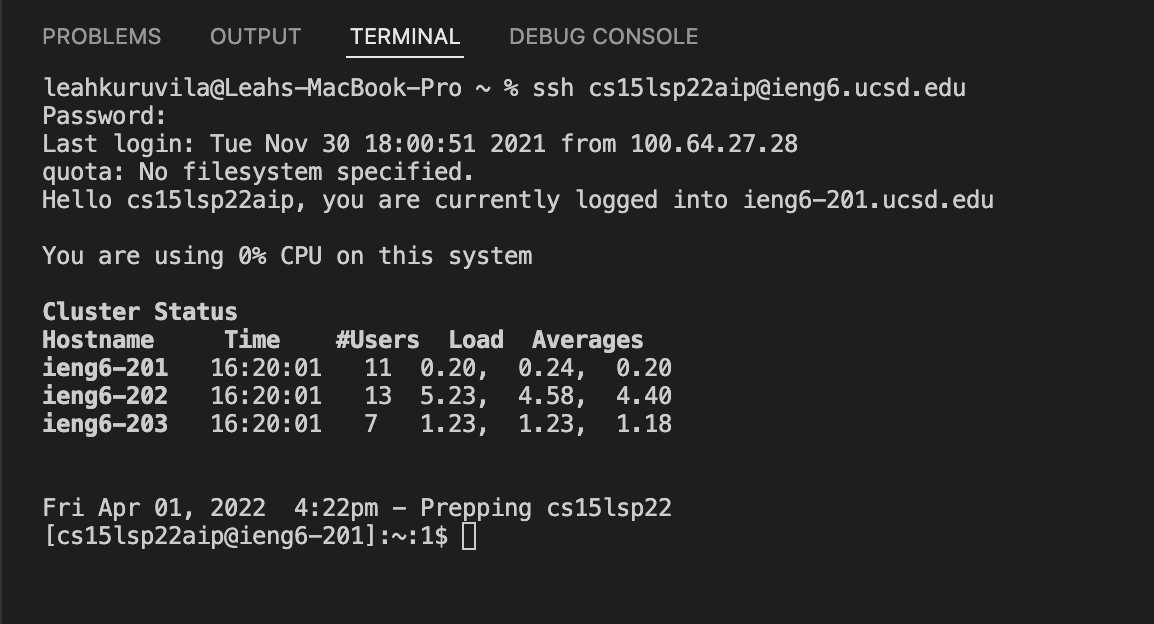 PROBLEMS OUTPUT TERMINAL DEBUG CONSOLE
leahkuruvila@Leahs-MacBook-Pro ~ % ssh cs15lsp22aip@ieng6.ucsd.edu
Password:
Last login: Tue Nov 30 18:00:51 2021 from 100.64.27.28
quota: No filesystem specified.
Hello cs15lsp22aip, you are currently logged into ieng6-201.ucsd.edu
You are using 0% CPU on this system
Cluster Status
Hostname     Time    #Users  Load  Averages
ieng6-201   16:20:01   11  0.20,  0.24,  0.20
ieng6-202   16:20:01   13  5.23,  4.58,  4.40
ieng6-203   16:20:01   7   1.23,  1.23,  1.18
Fri Apr 01, 2022  4:22pm - Prepping cs15lsp22
[cs15lsp22aip@ieng6-201]:~:1$